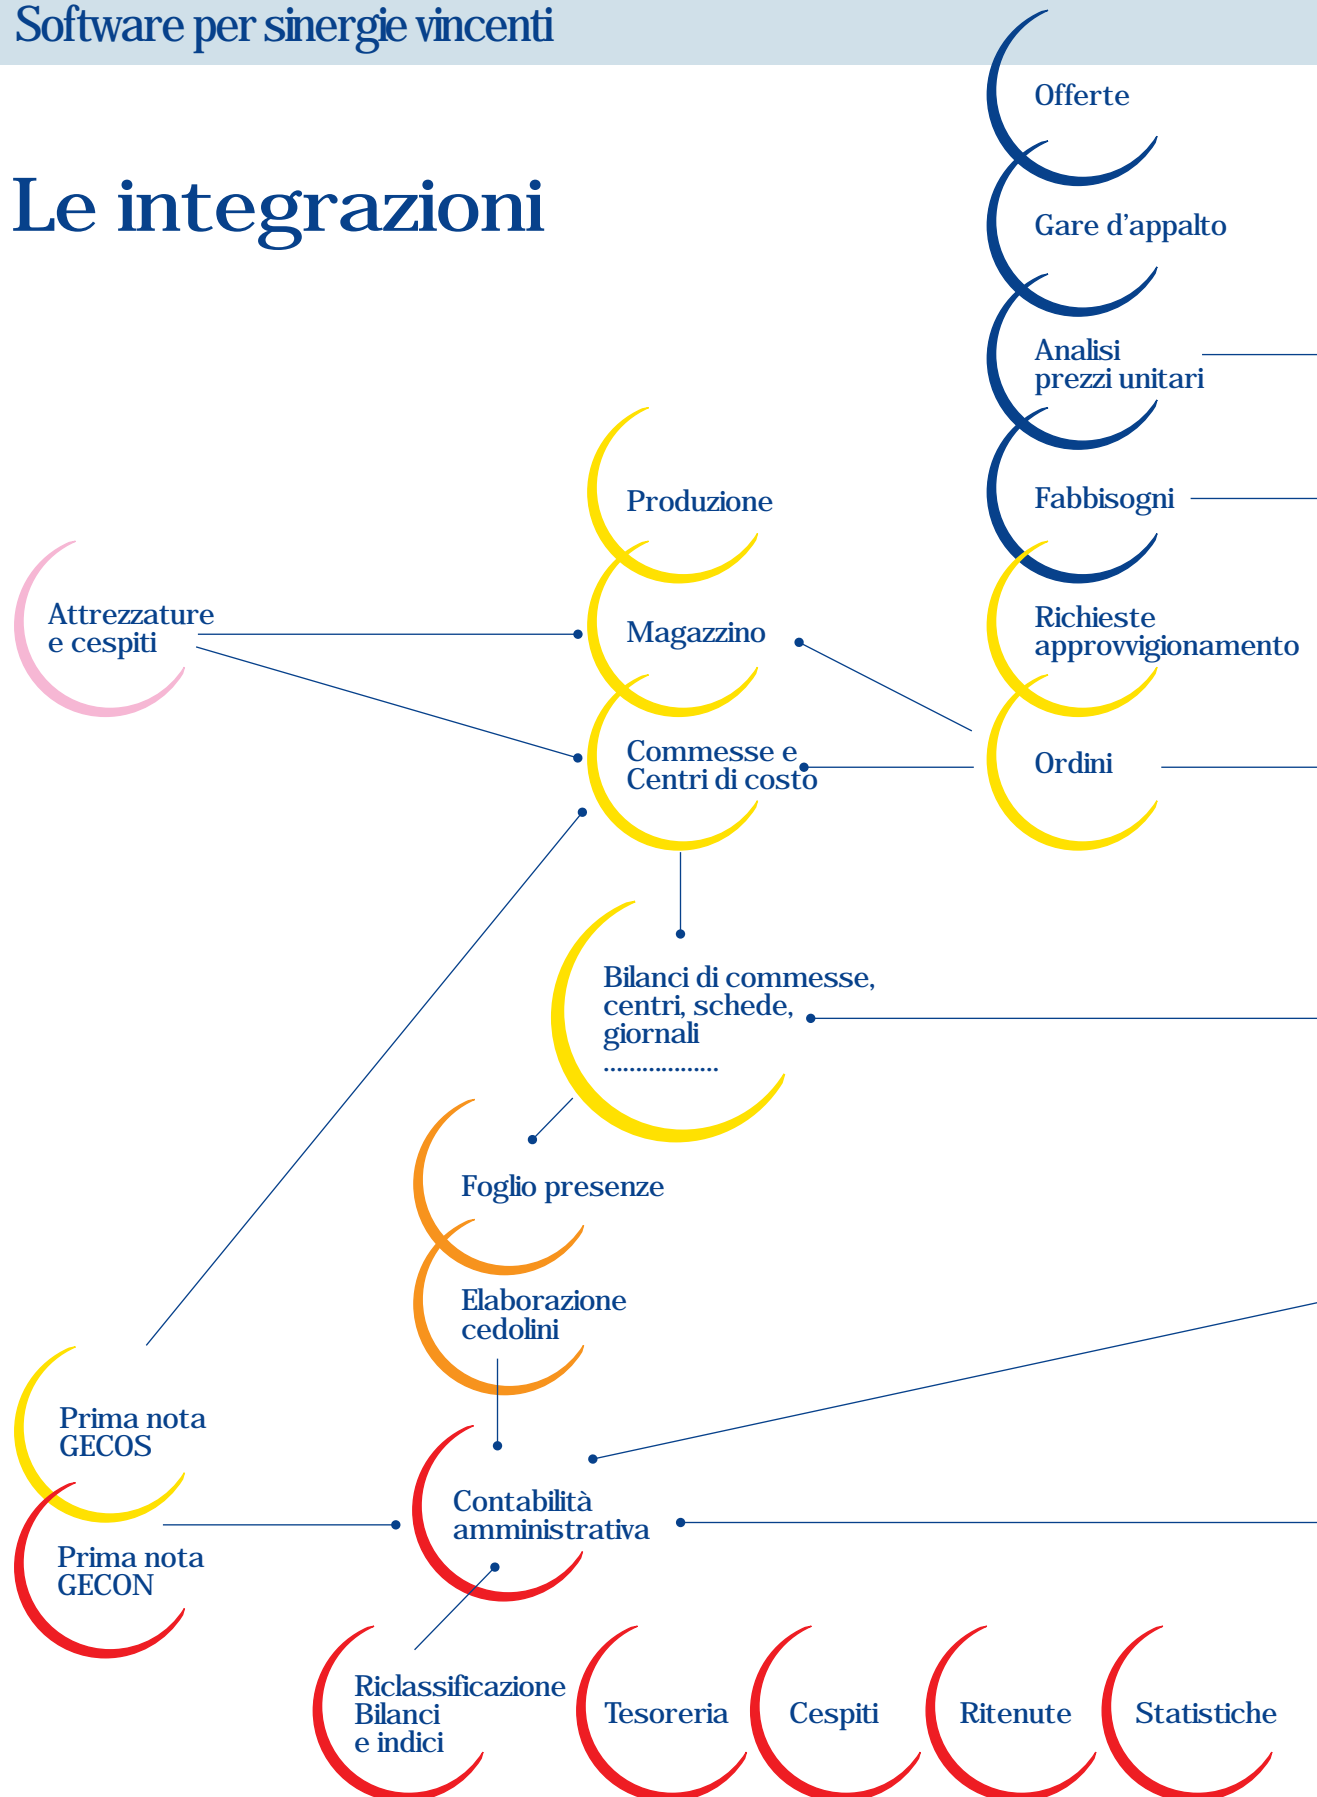 Software per sinergie vincenti
Le integrazioni
Offerte
Gare d'appalto
Analisi
prezzi unitari
Fabbisogni
Richieste
approvvigionamento
Ordini
Produzione
Magazzino
Commesse e
Centri di costo
Attrezzature
e cespiti
Bilanci di commesse,
centri, schede,
giornali
..................
Foglio presenze
Elaborazione
cedolini
Prima nota
GECOS
Prima nota
GECON
Contabilità
amministrativa
Riclassificazione
Bilanci
e indici
Tesoreria
Cespiti
Ritenute
Statistiche